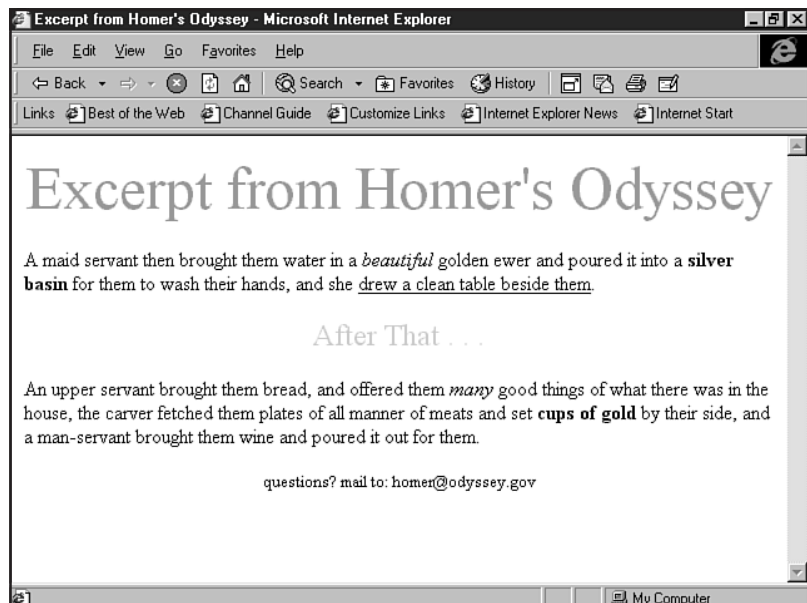 Excerpt from Homer's Odyssey - Microsoft Internet Explorer
File Edit View Go Favorites Help
Back Search Favorites History
Links Best of the Web Channel Guide Customize Links Internet Explorer News Internet Start
Excerpt from Homer's Odyssey
A maid servant then brought them water in a beautiful golden ewer and poured it into a silver
basin for them to wash their hands, and she drew a clean table beside them.
After That . . .
An upper servant brought them bread, and offered them many good things of what there was in the
house, the carver fetched them plates of all manner of meats and set cups of gold by their side, and
a man-servant brought them wine and poured it out for them.
questions? mail to: homer@odyssey.gov
My Computer